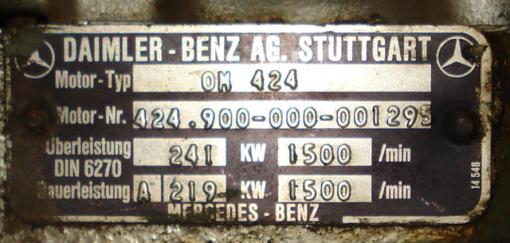 DAIMLER-BENZ AG. STUTTGART
Motor-Typ OM 424
Motor-Nr. 424.900-000-001295
Überleistung 241 KW 1500 /min
DIN 6270
Dauerleistung A 219 KW 1500 /min
MERCEDES-BENZ
14 548